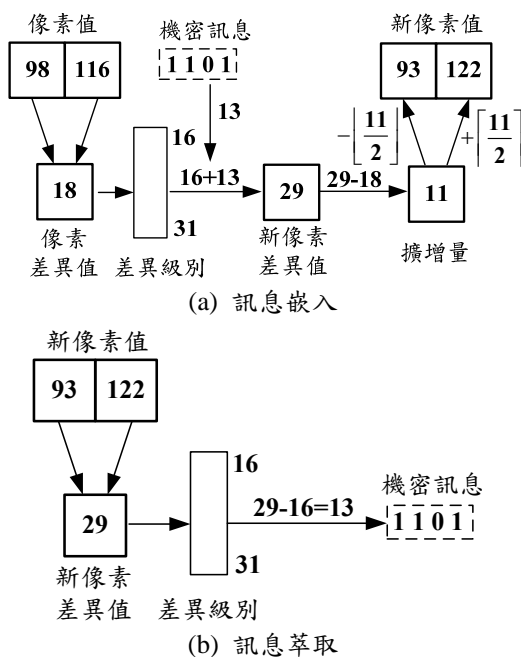 像素值
98 116
機密訊息
1 1 0 1
新像素值
93 122
13
16
31
16+13
29-18
18
29
11
−⌊11/2⌋
+⌈11/2⌉
像素
差異值
差異級別
新像素
差異值
擴增量
(a) 訊息嵌入
新像素值
93 122
16
31
29
29-16=13
機密訊息
1 1 0 1
新像素
差異值
差異級別
(b) 訊息萃取